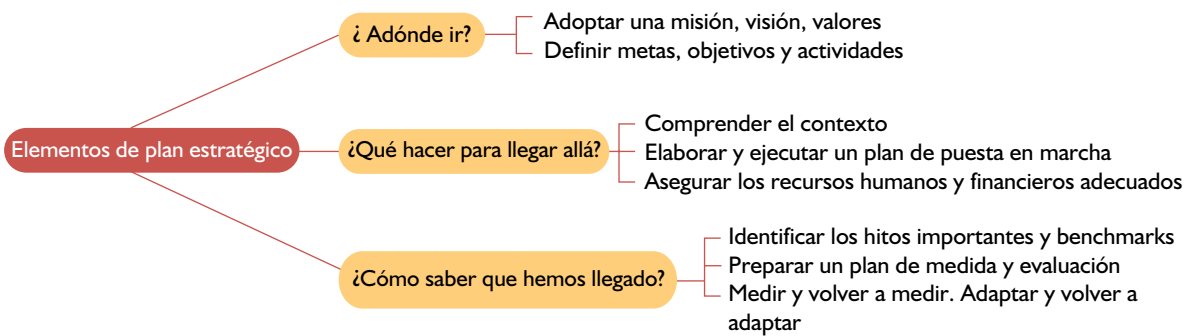 Elementos de plan estratégico
¿ Adónde ir?
Adoptar una misión, visión, valores
Definir metas, objetivos y actividades
¿Qué hacer para llegar allá?
Comprender el contexto
Elaborar y ejecutar un plan de puesta en marcha
Asegurar los recursos humanos y financieros adecuados
¿Cómo saber que hemos llegado?
Identificar los hitos importantes y benchmarks
Preparar un plan de medida y evaluación
Medir y volver a medir. Adaptar y volver a
adaptar